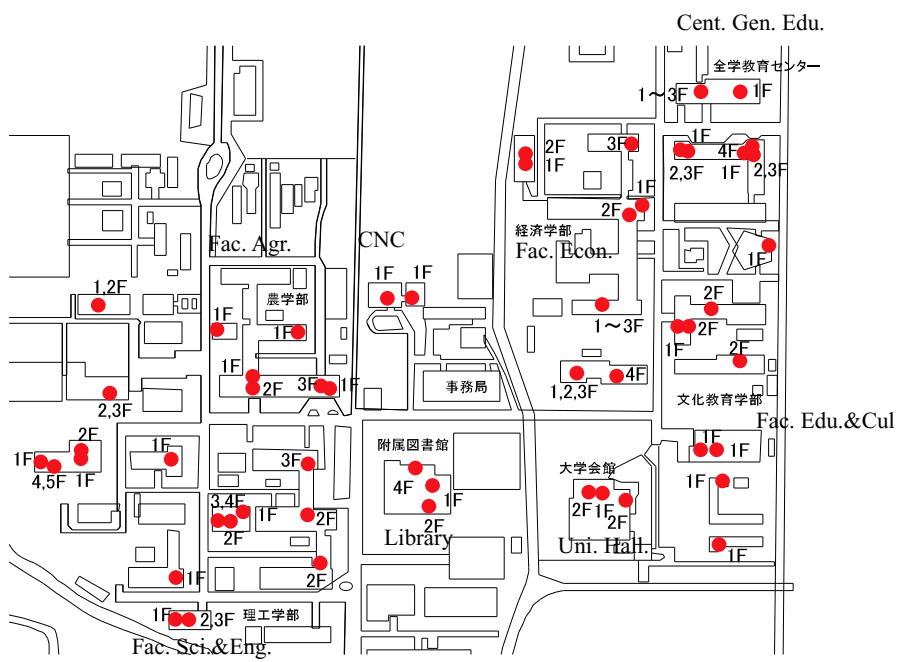 Cent. Gen. Edu.
全学教育センター
1～3F
1F
1F
2,3F
4F
1F
2,3F
2F
1F
3F
1F
2F
経済学部
Fac. Econ.
1F
Fac. Agr.
CNC
1F
1F
1,2F
農学部
1F
1F
1～3F
2F
1F
2F
2F
1F
2F
3F
1F
事務局
1,2,3F
4F
2,3F
文化教育学部
Fac. Edu.&Cul
2F
1F
4,5F
1F
1F
3F
附属図書館
4F
1F
2F
Library
大学会館
2F
1F
2F
Uni. Hall.
1F
1F
1F
3,4F
2F
1F
2F
2F
1F
1F
1F
2,3F
理工学部
Fac. Sci.&Eng.